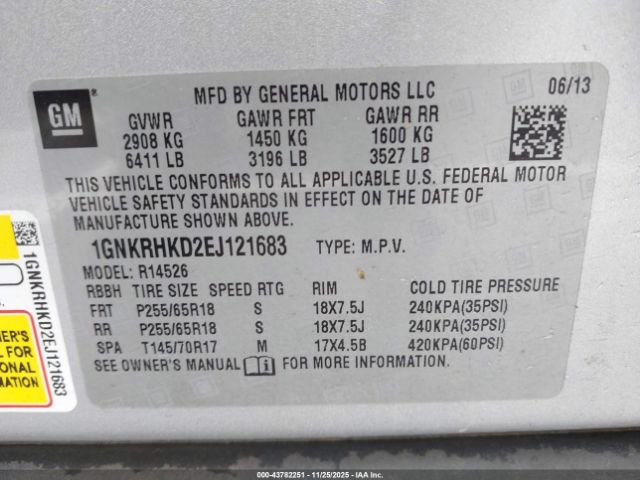 GM
MFD BY GENERAL MOTORS LLC 06/13
GVWR GAWR FRT GAWR RR
2908 KG 1450 KG 1600 KG
6411 LB 3196 LB 3527 LB
THIS VEHICLE CONFORMS TO ALL APPLICABLE U.S. FEDERAL MOTOR
VEHICLE SAFETY STANDARDS IN EFFECT ON THE DATE OF
MANUFACTURE SHOWN ABOVE.
1GNKRHKD2EJ121683 TYPE: M.P.V.
MODEL: R14526
RBBH TIRE SIZE SPEED RTG RIM COLD TIRE PRESSURE
FRT P255/65R18 S 18X7.5J 240KPA(35PSI)
RR P255/65R18 S 18X7.5J 240KPA(35PSI)
SPA T145/70R17 M 17X4.5B 420KPA(60PSI)
SEE OWNER'S MANUAL FOR MORE INFORMATION.
1GNKRHKD2EJ121683
WNER'S
L FOR
IONAL
MATION
© - 43782251 - 11/25/2025 - © IAA, Inc.